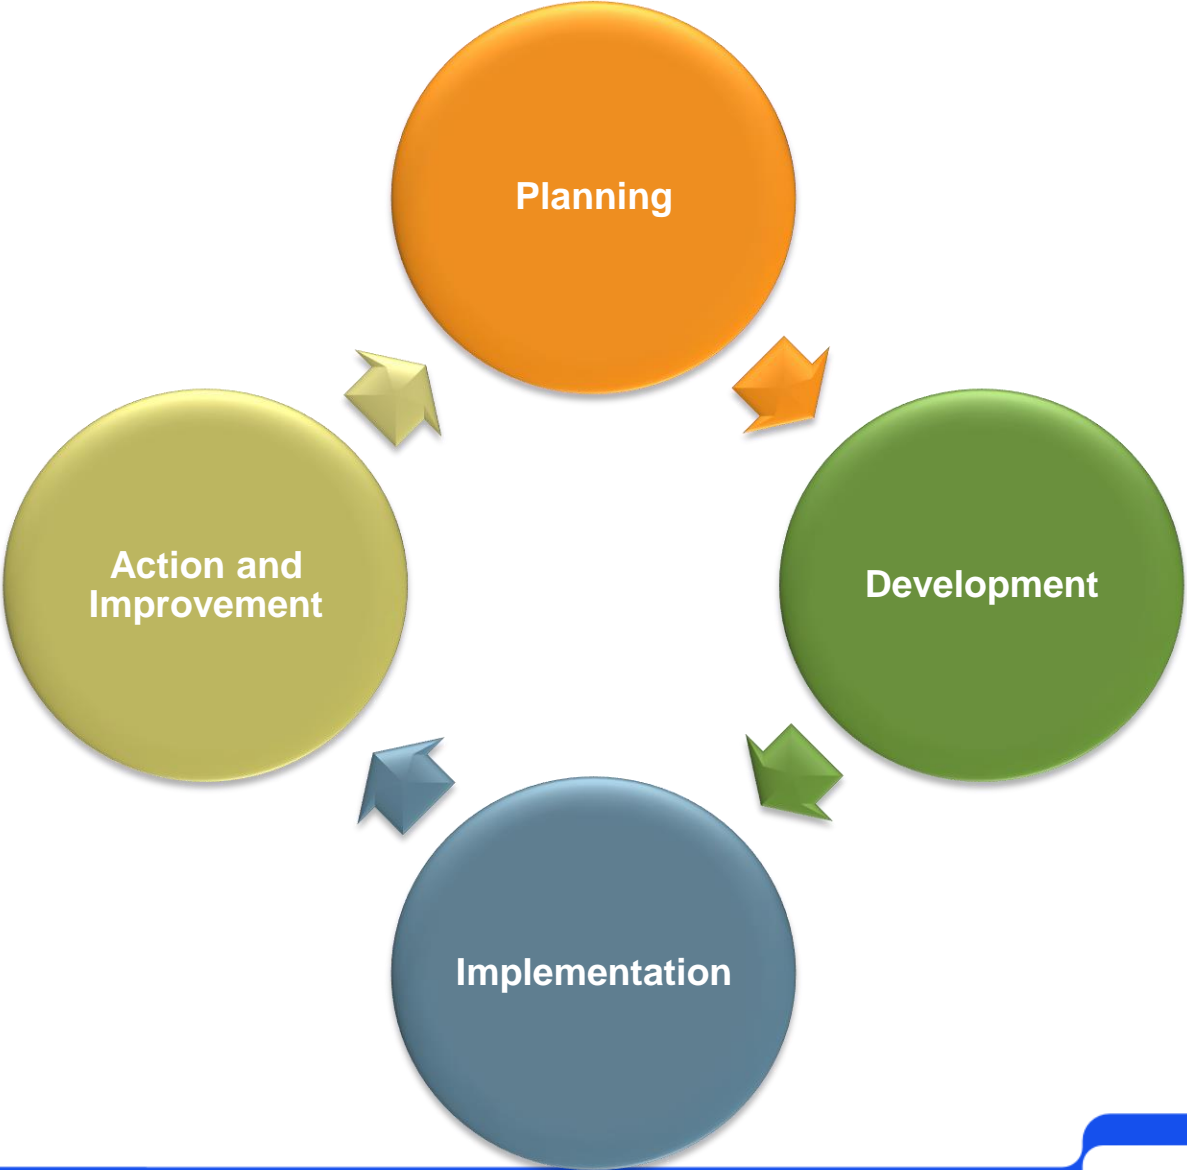 Planning
Development
Implementation
Action and
Improvement